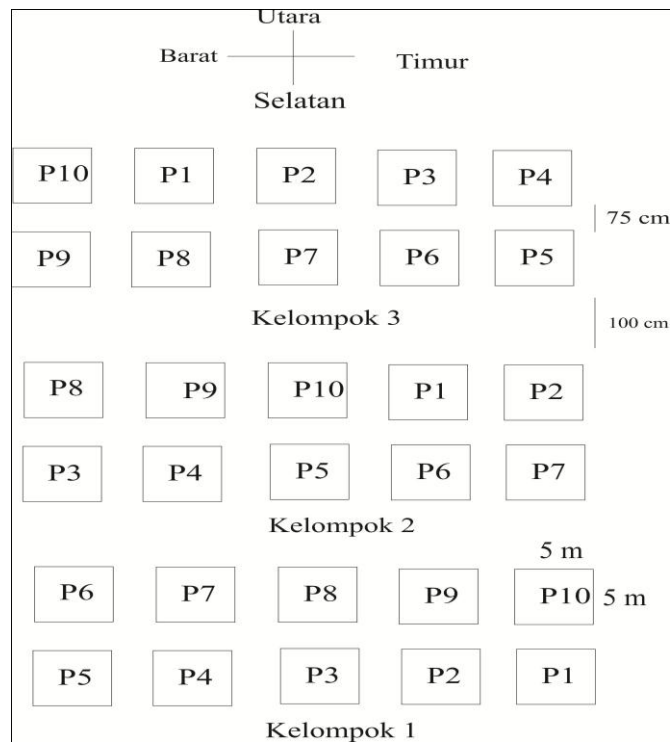 Utara
Barat Timur
Selatan
P10 P1 P2 P3 P4
75 cm
P9 P8 P7 P6 P5
Kelompok 3
100 cm
P8 P9 P10 P1 P2
P3 P4 P5 P6 P7
Kelompok 2
5 m
P6 P7 P8 P9 P10 5 m
P5 P4 P3 P2 P1
Kelompok 1